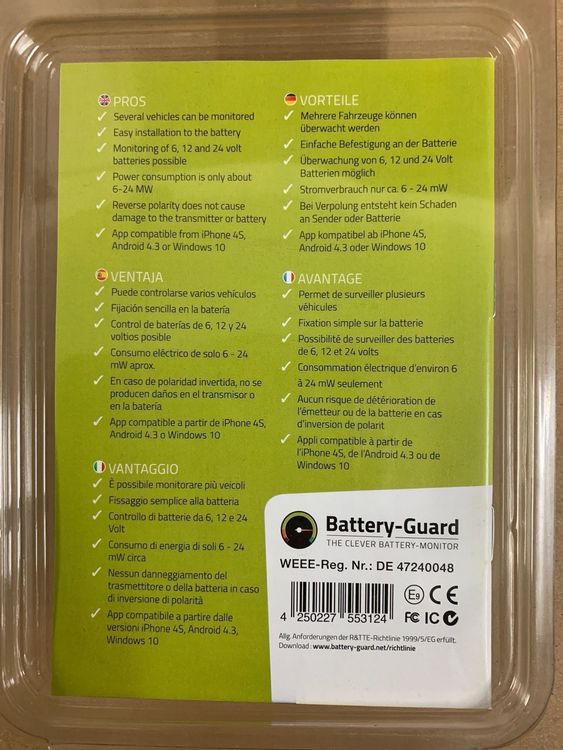 PROS
Several vehicles can be monitored
Easy installation to the battery
Monitoring of 6, 12 and 24 volt
batteries possible
Power consumption is only about
6-24 MW
Reverse polarity does not cause
damage to the transmitter or battery
App compatible from iPhone 4S,
Android 4.3 or Windows 10
VENTAJA
Puede controlarse varios vehículos
Fijación sencilla en la batería
Control de baterías de 6, 12 y 24
voltios posible
Consumo eléctrico de solo 6 - 24
mW aprox.
En caso de polaridad invertida, no se
producen daños en el transmisor o
en la batería
App compatible a partir de iPhone 4S,
Android 4.3 o Windows 10
VANTAGGIO
È possibile monitorare più veicoli
Fissaggio semplice alla batteria
Controllo di batterie da 6, 12 e 24
Volt
Consumo di energia di soli 6 - 24
mW circa
Nessun danneggiamento del
trasmettitore o della batteria in caso
di inversione di polarità
App compatibile a partire dalle
versioni iPhone 4S, Android 4.3,
Windows 10
VORTEILE
Mehrere Fahrzeuge können
überwacht werden
Einfache Befestigung an der Batterie
Überwachung von 6, 12 und 24 Volt
Batterien möglich
Stromverbrauch nur ca. 6 - 24 mW
Bei Verpolung entsteht kein Schaden
an Sender oder Batterie
App kompatibel ab iPhone 4S,
Android 4.3 oder Windows 10
AVANTAGE
Permet de surveiller plusieurs
véhicules
Fixation simple sur la batterie
Possibilité de surveiller des batteries
de 6, 12 et 24 volts
Consommation électrique d'environ 6
à 24 mW seulement
Aucun risque de détérioration de
l'émetteur ou de la batterie en cas
d'inversion de polarit
Appli compatible à partir de
l'iPhone 4S, de l'Android 4.3 ou de
Windows 10
Battery-Guard
THE CLEVER BATTERY-MONITOR
WEEE-Reg. Nr.: DE 47240048
4 250227 553124
E9 CE
FC IC
Allg. Anforderungen der R&TTE-Richtlinie 1999/5/EG erfüllt.
Download : www.battery-guard.net/richtlinie